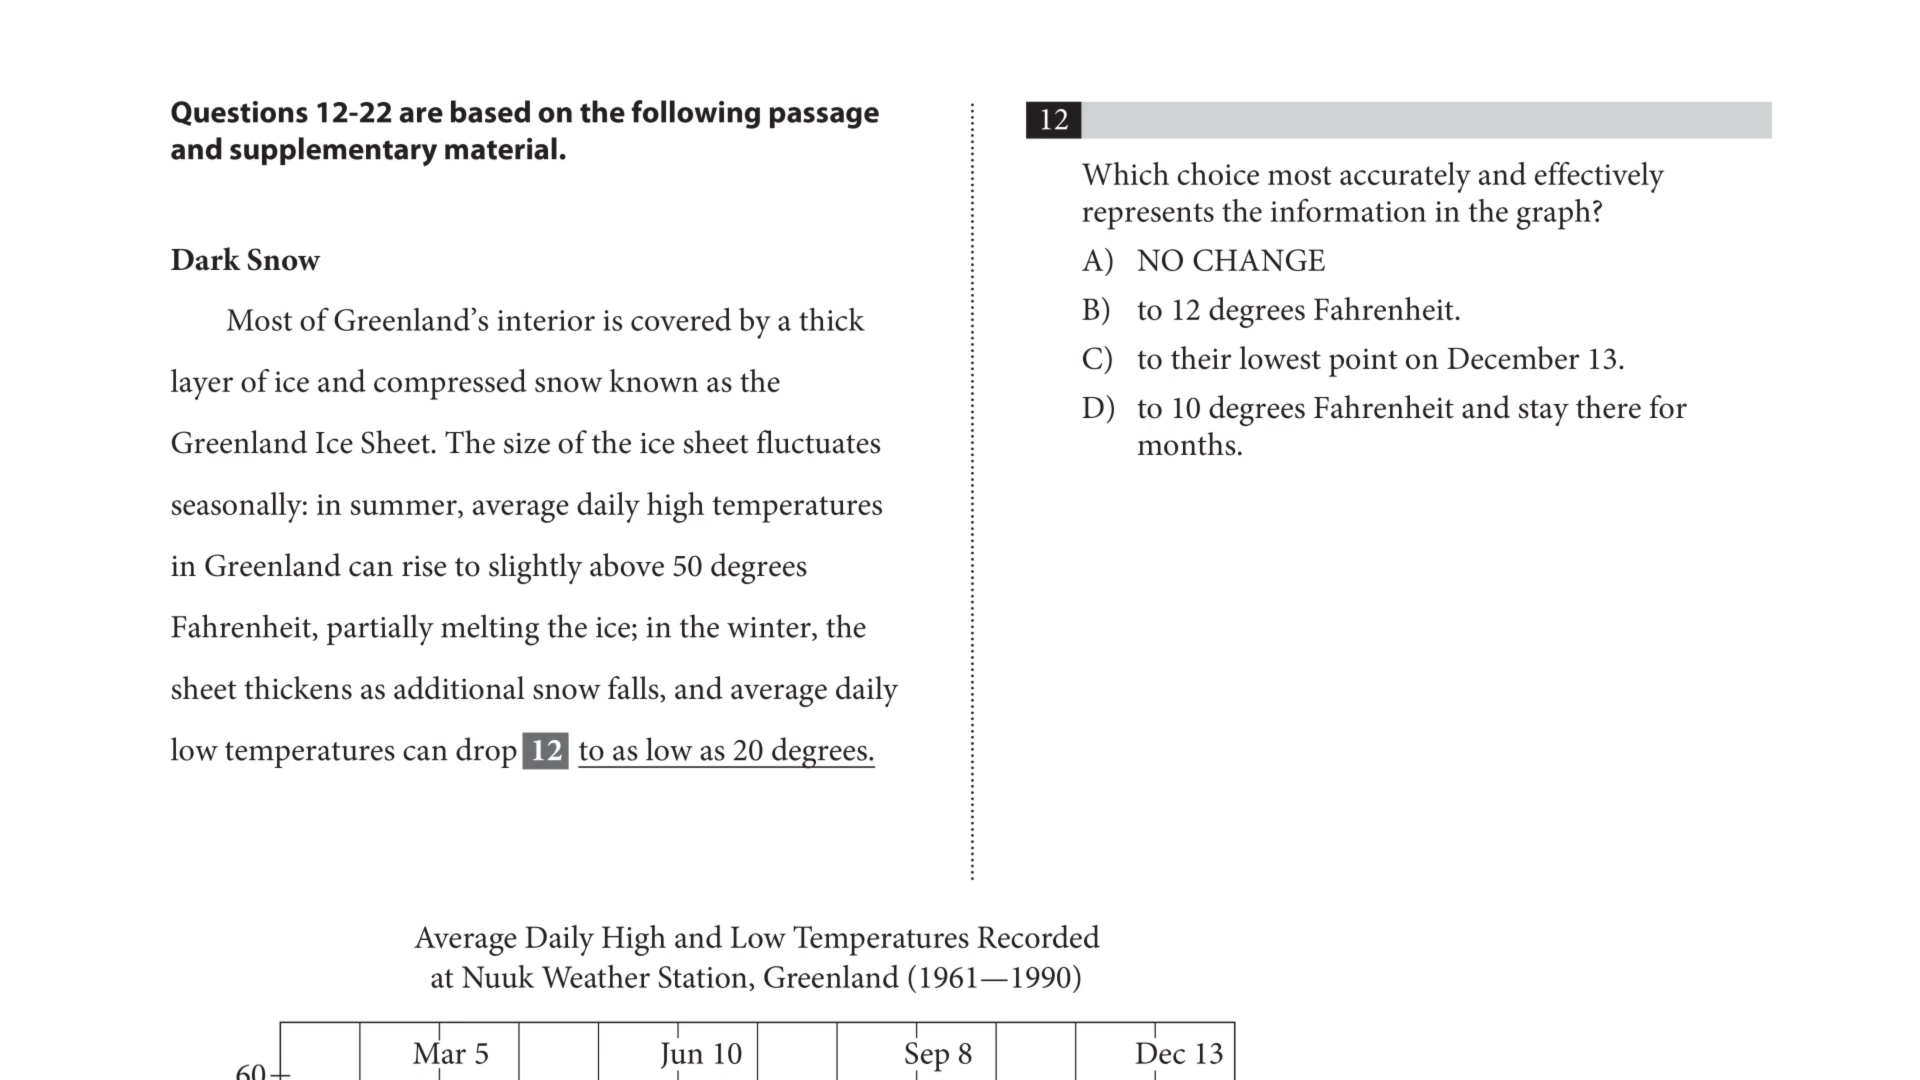 Questions 12-22 are based on the following passage
and supplementary material.
Dark Snow
Most of Greenland’s interior is covered by a thick
layer of ice and compressed snow known as the
Greenland Ice Sheet. The size of the ice sheet fluctuates
seasonally: in summer, average daily high temperatures
in Greenland can rise to slightly above 50 degrees
Fahrenheit, partially melting the ice; in the winter, the
sheet thickens as additional snow falls, and average daily
low temperatures can drop 12 to as low as 20 degrees.
12
Which choice most accurately and effectively
represents the information in the graph?
A) NO CHANGE
B) to 12 degrees Fahrenheit.
C) to their lowest point on December 13.
D) to 10 degrees Fahrenheit and stay there for
months.
Average Daily High and Low Temperatures Recorded
at Nuuk Weather Station, Greenland (1961—1990)
Mar 5 Jun 10 Sep 8 Dec 13
60